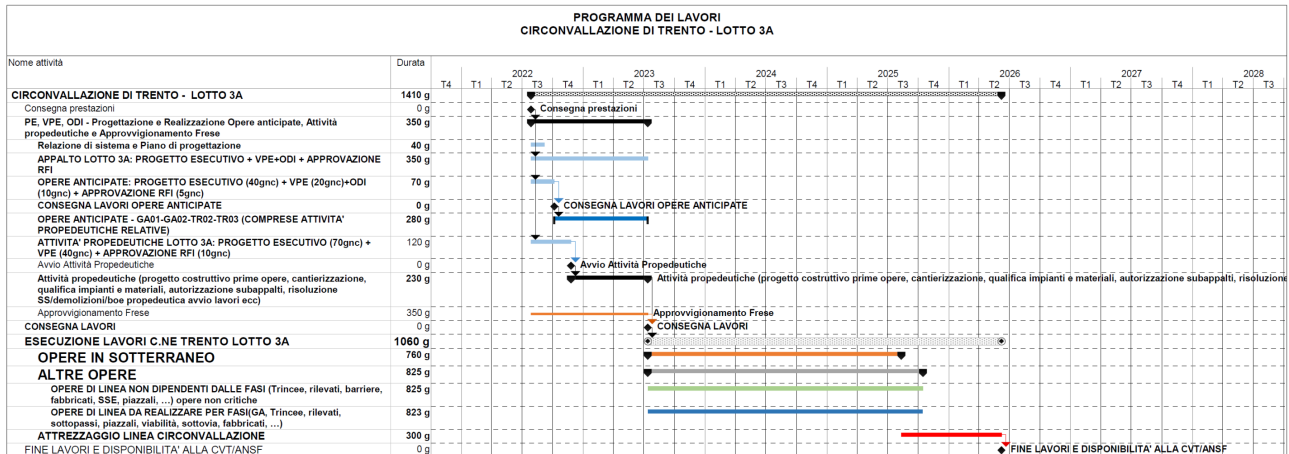 PROGRAMMA DEI LAVORI
CIRCONVALLAZIONE DI TRENTO - LOTTO 3A
Nome attività Durata
2022 2023 2024 2025 2026 2027 2028
T4 T1 T2 T3 T4 T1 T2 T3 T4 T1 T2 T3 T4 T1 T2 T3 T4 T1 T2 T3 T4 T1 T2 T3 T4 T1 T2 T3
CIRCONVALLAZIONE DI TRENTO - LOTTO 3A 1410 g
Consegna prestazioni 0 g Consegna prestazioni
PE, VPE, ODI - Progettazione e Realizzazione Opere anticipate, Attività 350 g
propedeutiche e Approvvigionamento Frese
Relazione di sistema e Piano di progettazione 40 g
APPALTO LOTTO 3A: PROGETTO ESECUTIVO + VPE+ODI + APPROVAZIONE 350 g
RFI
OPERE ANTICIPATE: PROGETTO ESECUTIVO (40gnc) + VPE (20gnc)+ODI 70 g
(10gnc) + APPROVAZIONE RFI (5gnc)
CONSEGNA LAVORI OPERE ANTICIPATE 0 g CONSEGNA LAVORI OPERE ANTICIPATE
OPERE ANTICIPATE - GA01-GA02-TR02-TR03 (COMPRESE ATTIVITA' 280 g
PROPEDEUTICHE RELATIVE)
ATTIVITA' PROPEDEUTICHE LOTTO 3A: PROGETTO ESECUTIVO (70gnc) + 120 g
VPE (40gnc) + APPROVAZIONE RFI (10gnc)
Avvio Attività Propedeutiche 0 g Avvio Attività Propedeutiche
Attività propedeutiche (progetto costruttivo prime opere, cantierizzazione, 230 g Attività propedeutiche (progetto costruttivo prime opere, cantierizzazione, qualifica impianti e materiali, autorizzazione subappalti, risoluzione
qualifica impianti e materiali, autorizzazione subappalti, risoluzione
SS/demolizioni/boe propedeutica avvio lavori ecc)
Approvvigionamento Frese 350 g Approvvigionamento Frese
CONSEGNA LAVORI 0 g CONSEGNA LAVORI
ESECUZIONE LAVORI C.NE TRENTO LOTTO 3A 1060 g
OPERE IN SOTTERRANEO 760 g
ALTRE OPERE 825 g
OPERE DI LINEA NON DIPENDENTI DALLE FASI (Trincee, rilevati, barriere, 825 g
fabbricati, SSE, piazzali, ...) opere non critiche
OPERE DI LINEA DA REALIZZARE PER FASI(GA, Trincee, rilevati, 823 g
sottopassi, piazzali, viabilità, sottovia, fabbricati, ...)
ATTREZZAGGIO LINEA CIRCONVALLAZIONE 300 g
FINE LAVORI E DISPONIBILITA' ALLA CVT/ANSF 0 g FINE LAVORI E DISPONIBILITA' ALLA CVT/ANSF